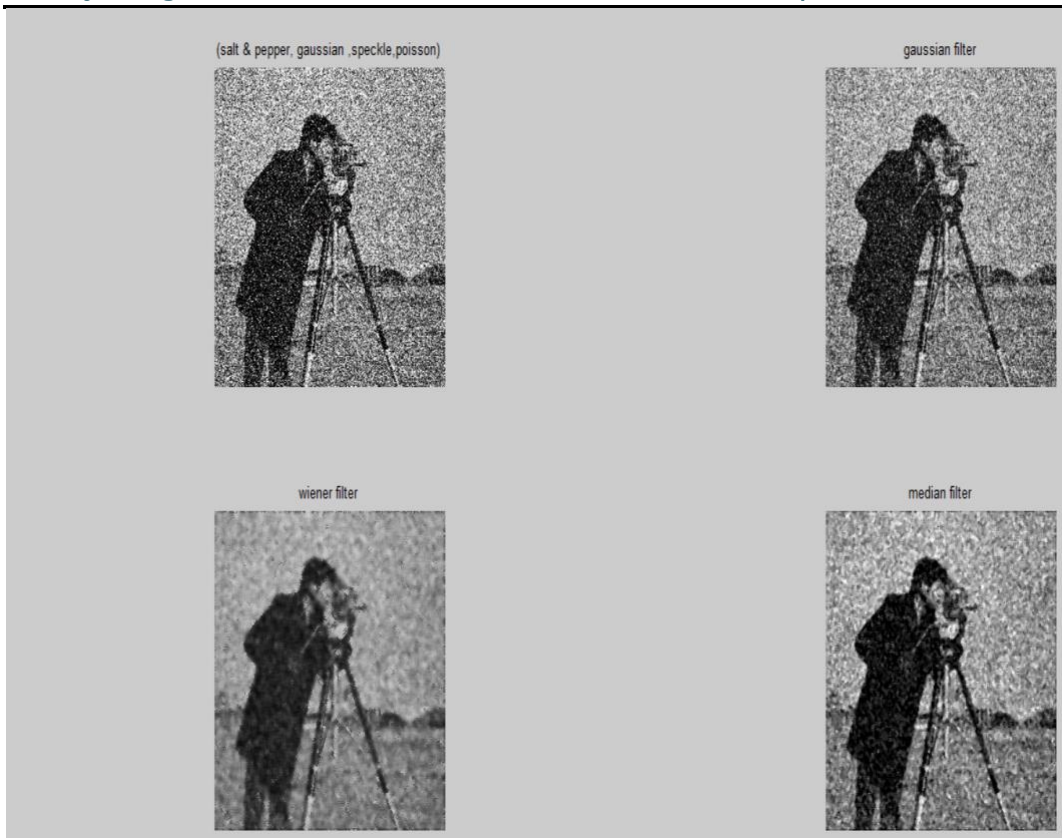 (salt & pepper, gaussian ,speckle,poisson)
gaussian filter
wiener filter
median filter